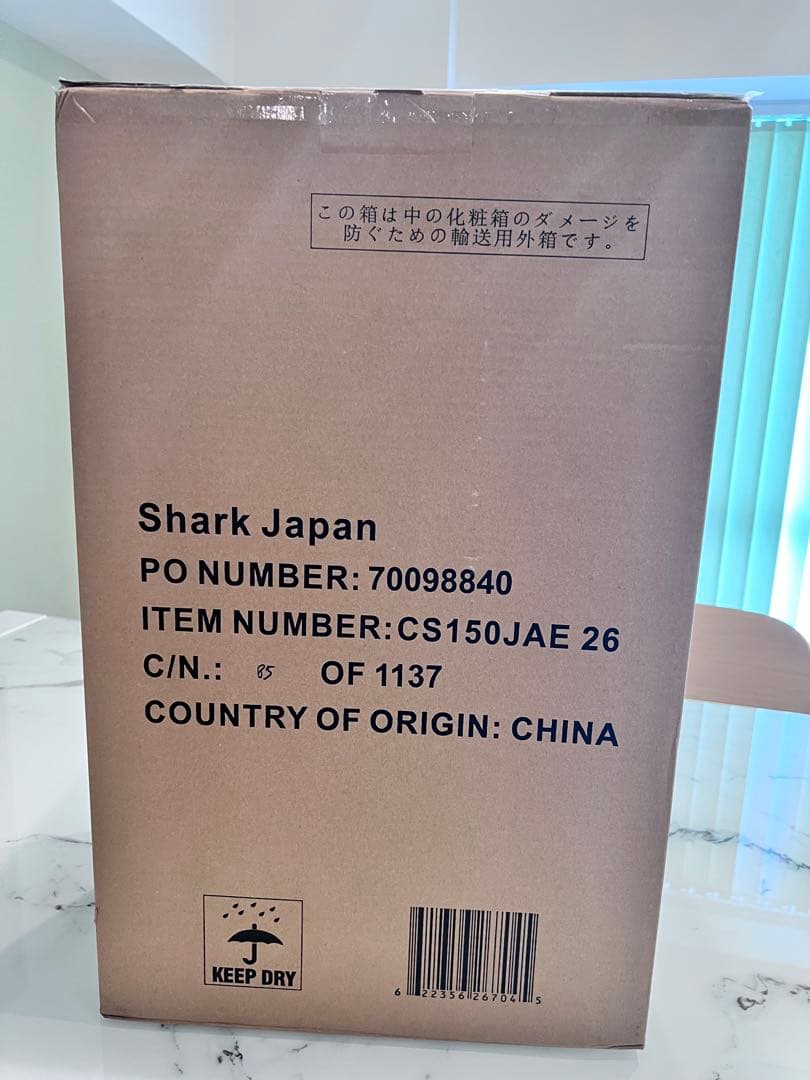 この箱は中の化粧箱のダメージを
防ぐための輸送用外箱です。
Shark Japan
PO NUMBER: 70098840
ITEM NUMBER:CS150JAE 26
C/N.: 85 OF 1137
COUNTRY OF ORIGIN: CHINA
KEEP DRY
6 22356 26704 5